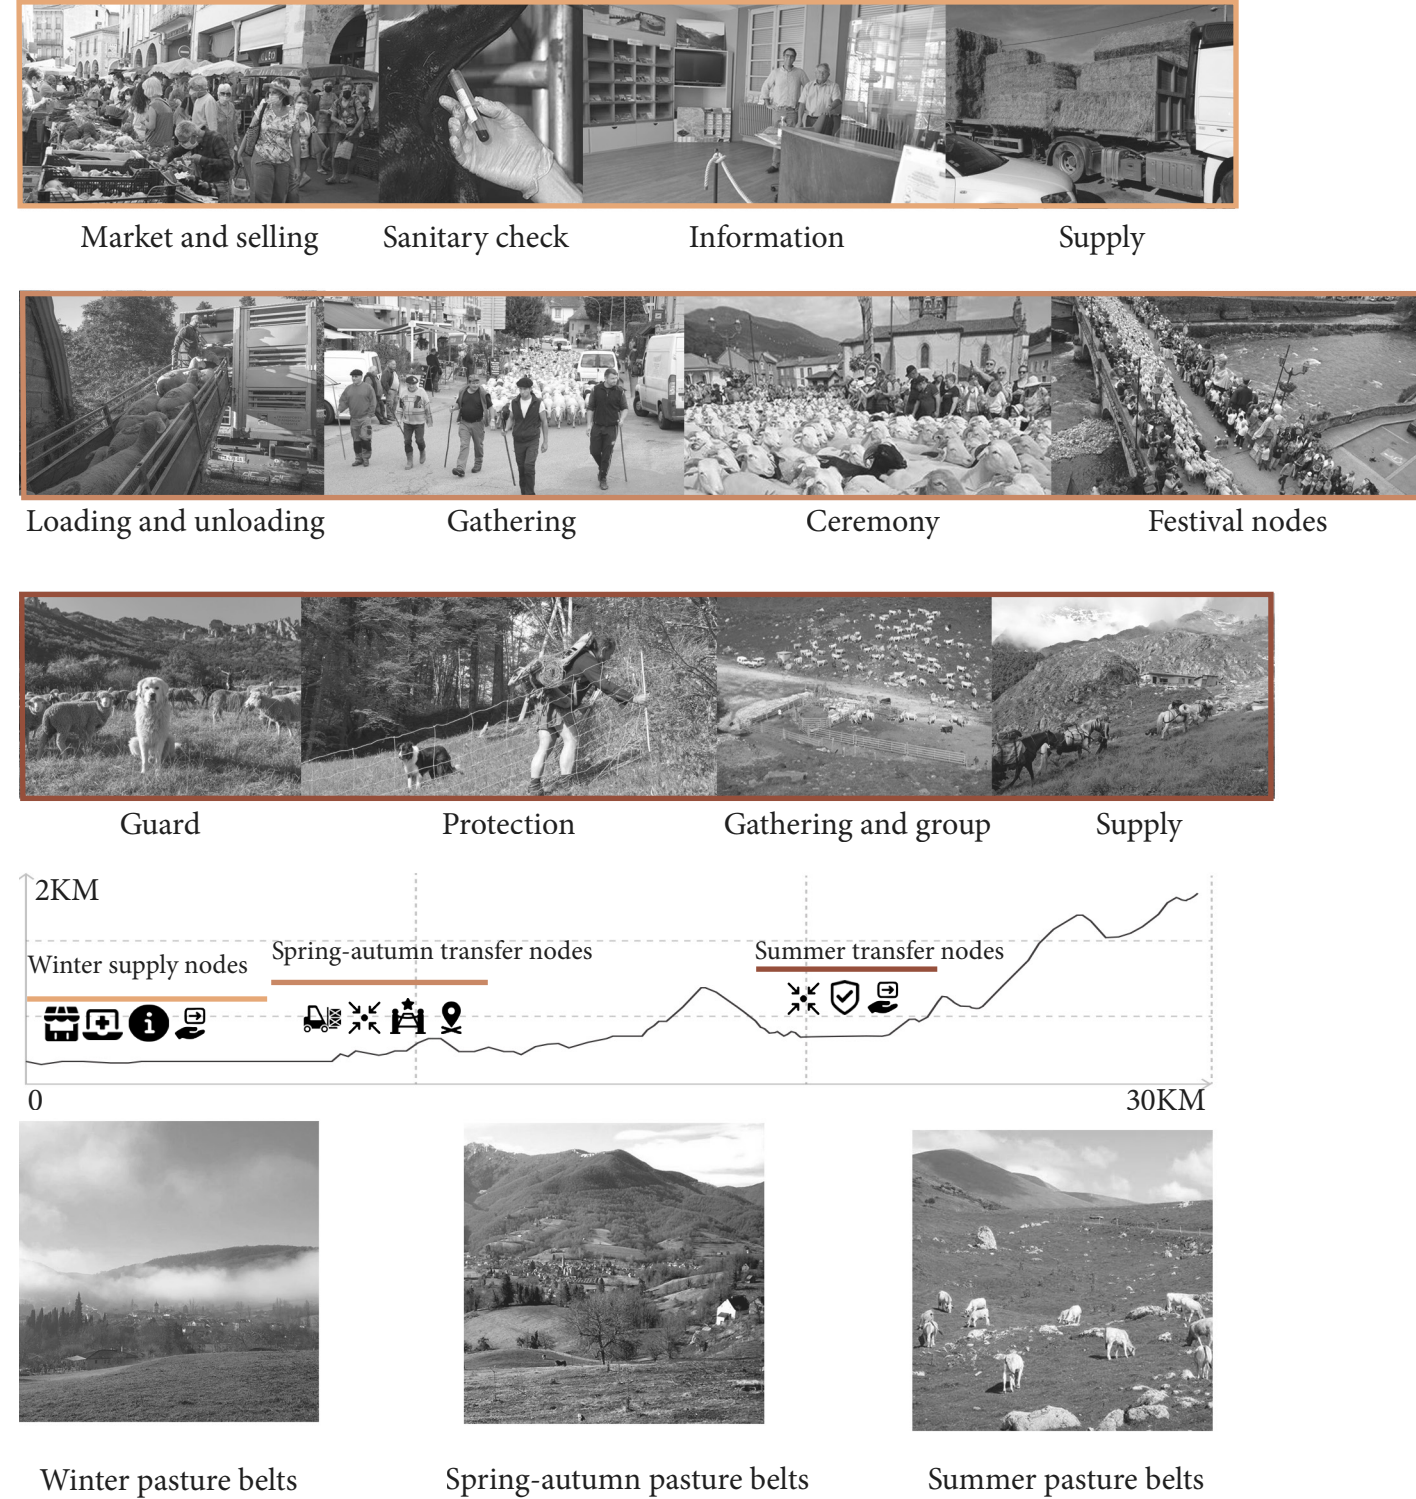 Market and selling
Sanitary check
Information
Supply
Loading and unloading
Gathering
Ceremony
Festival nodes
Guard
Protection
Gathering and group
Supply
2KM
Winter supply nodes
Spring-autumn transfer nodes
Summer transfer nodes
0
30KM
Winter pasture belts
Spring-autumn pasture belts
Summer pasture belts